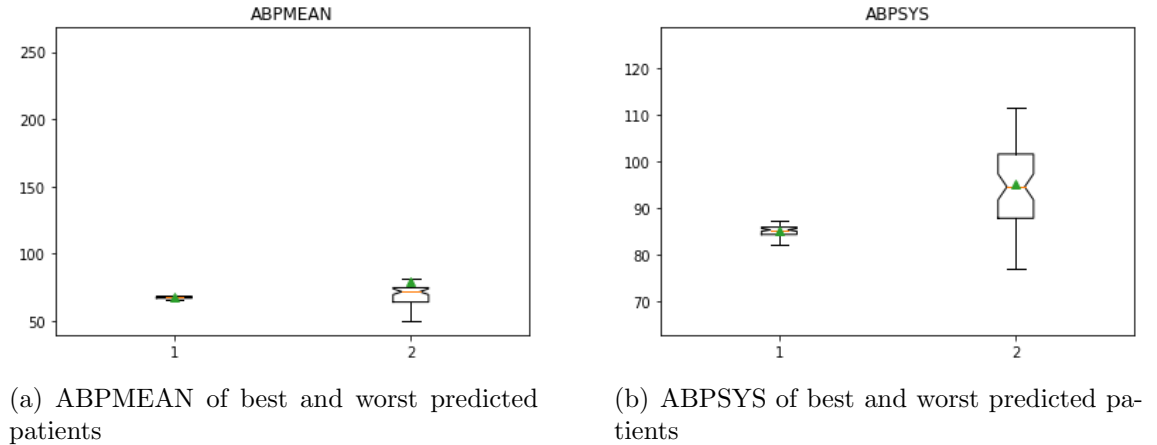 ABPMEAN
250
200
150
100
50
1
2
(a) ABPMEAN of best and worst predicted
patients
ABPSYS
120
110
100
90
80
70
1
2
(b) ABPSYS of best and worst predicted pa-
tients